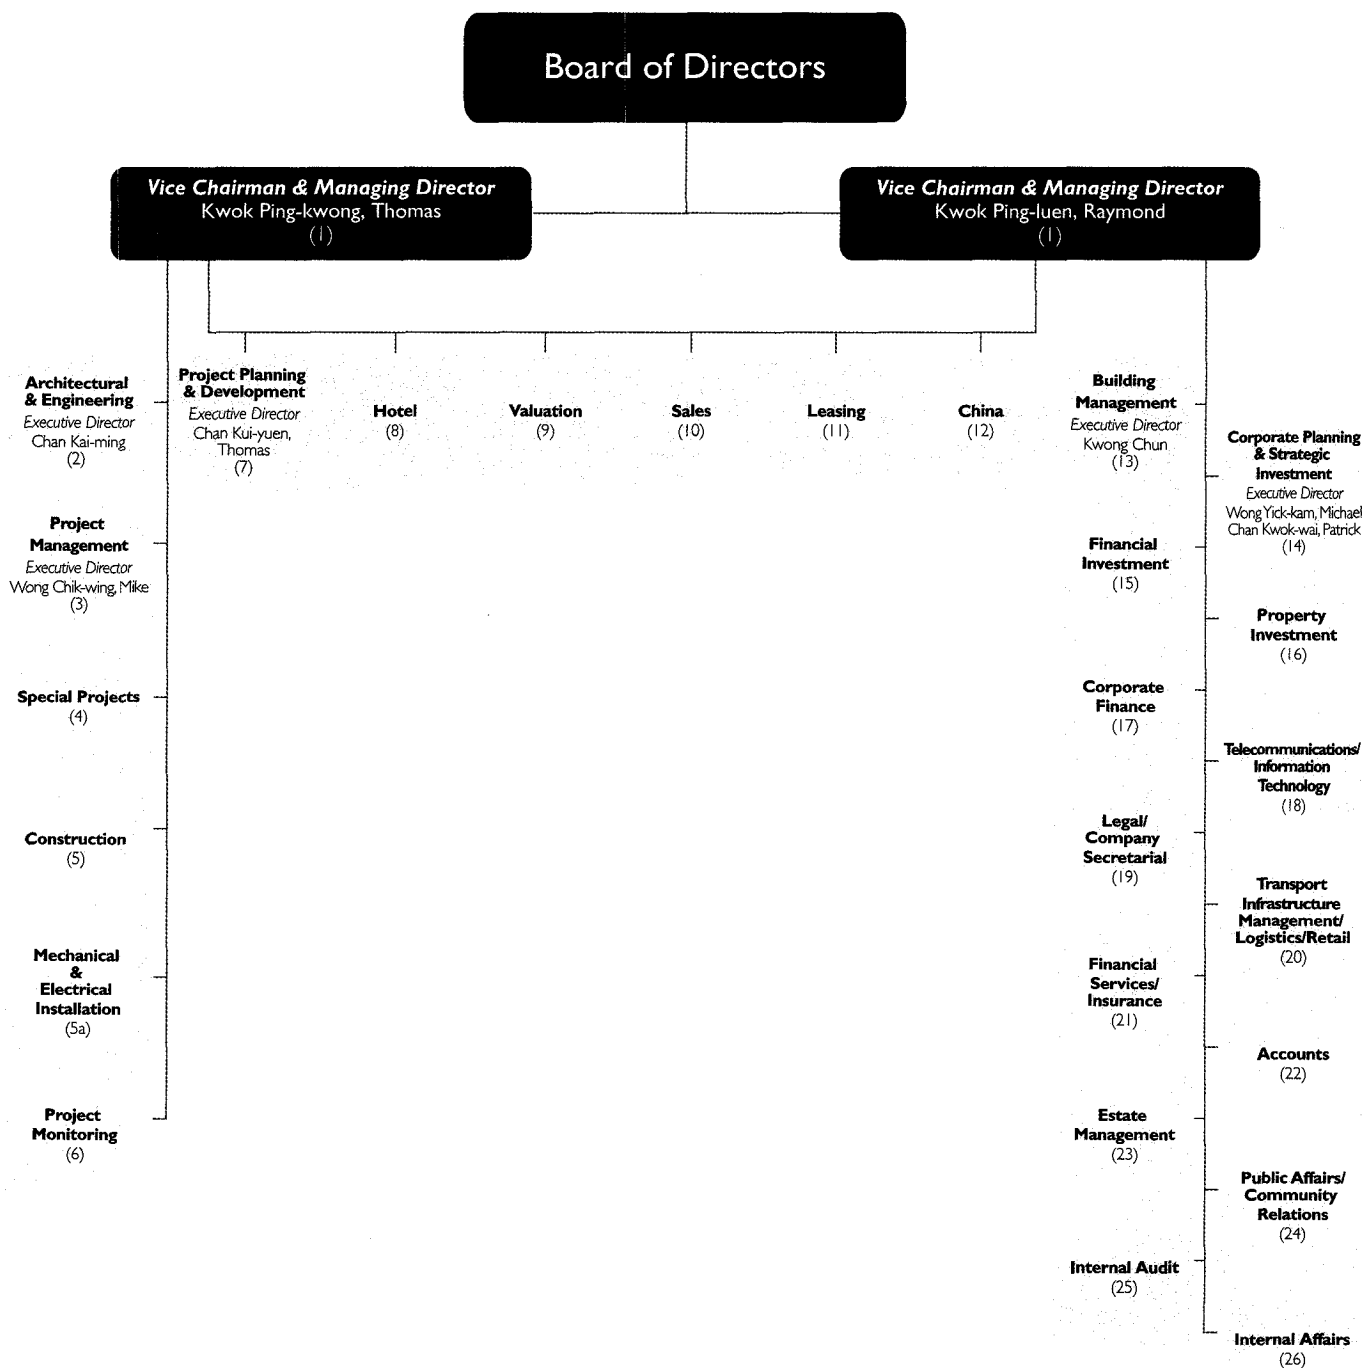 Board of Directors
Vice Chairman & Managing Director
Kwok Ping-kwong, Thomas
(1)
Vice Chairman & Managing Director
Kwok Ping-luen, Raymond
(1)
Architectural
& Engineering
Executive Director
Chan Kai-ming
(2)
Project
Management
Executive Director
Wong Chik-wing, Mike
(3)
Special Projects
(4)
Construction
(5)
Mechanical
&
Electrical
Installation
(5a)
Project
Monitoring
(6)
Project Planning
& Development
Executive Director
Chan Kui-yuen,
Thomas
(7)
Hotel
(8)
Valuation
(9)
Sales
(10)
Leasing
(11)
China
(12)
Building
Management
Executive Director
Kwong Chun
(13)
Corporate Planning
& Strategic
Investment
Executive Director
Wong Yick-kam, Michael
Chan Kwok-wai, Patrick
(14)
Financial
Investment
(15)
Property
Investment
(16)
Corporate
Finance
(17)
Telecommunications/
Information
Technology
(18)
Legal/
Company
Secretarial
(19)
Transport
Infrastructure
Management/
Logistics/Retail
(20)
Financial
Services/
Insurance
(21)
Accounts
(22)
Estate
Management
(23)
Public Affairs/
Community
Relations
(24)
Internal Audit
(25)
Internal Affairs
(26)